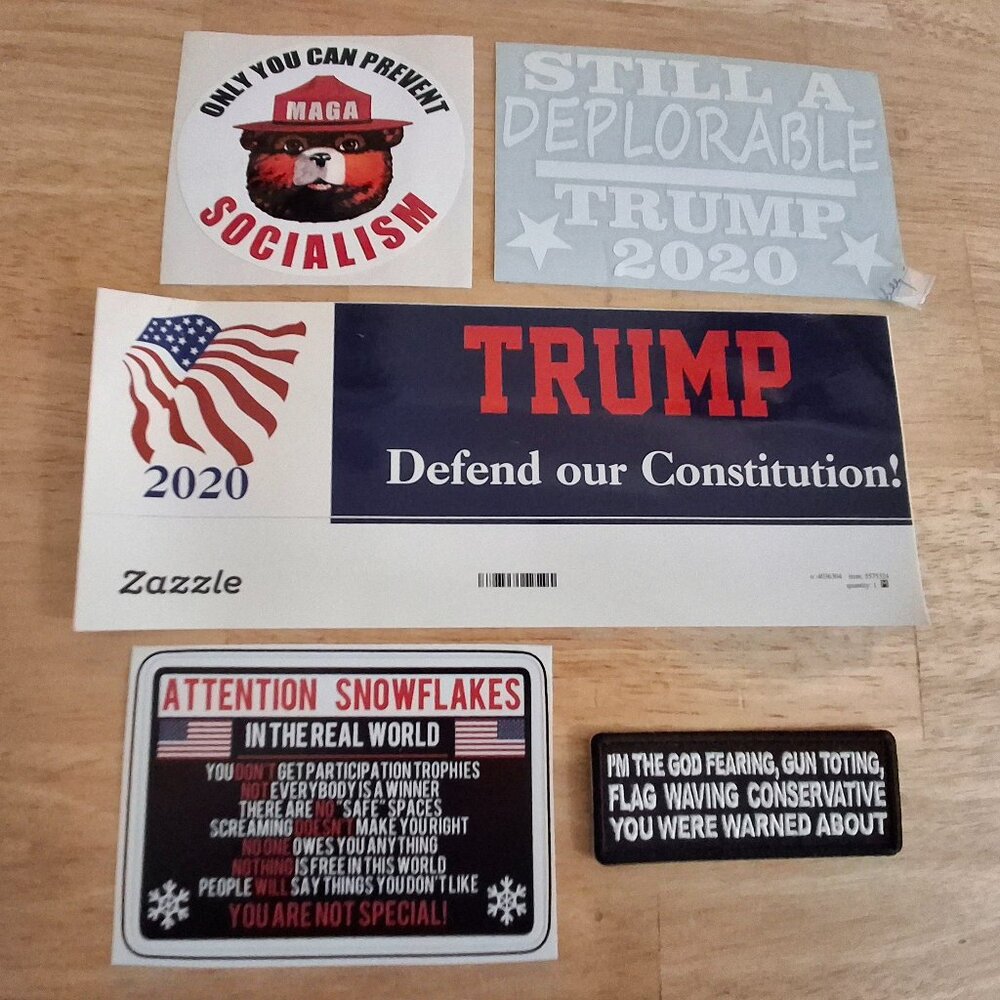 ONLY YOU CAN PREVENT
MAGA
SOCIALISM
STILL A
DEPLORABLE
TRUMP
2020
TRUMP
Defend our Constitution!
2020
Zazzle
quantity: 1
ATTENTION SNOWFLAKES
IN THE REAL WORLD
YOU DON'T GET PARTICIPATION TROPHIES
NOT EVERYBODY IS A WINNER
THERE ARE NO "SAFE" SPACES
SCREAMING DOESN'T MAKE YOU RIGHT
NO ONE OWES YOU ANYTHING
NOTHING IS FREE IN THIS WORLD
PEOPLE WILL SAY THINGS YOU DON'T LIKE
YOU ARE NOT SPECIAL!
I'M THE GOD FEARING, GUN TOTING,
FLAG WAVING CONSERVATIVE
YOU WERE WARNED ABOUT